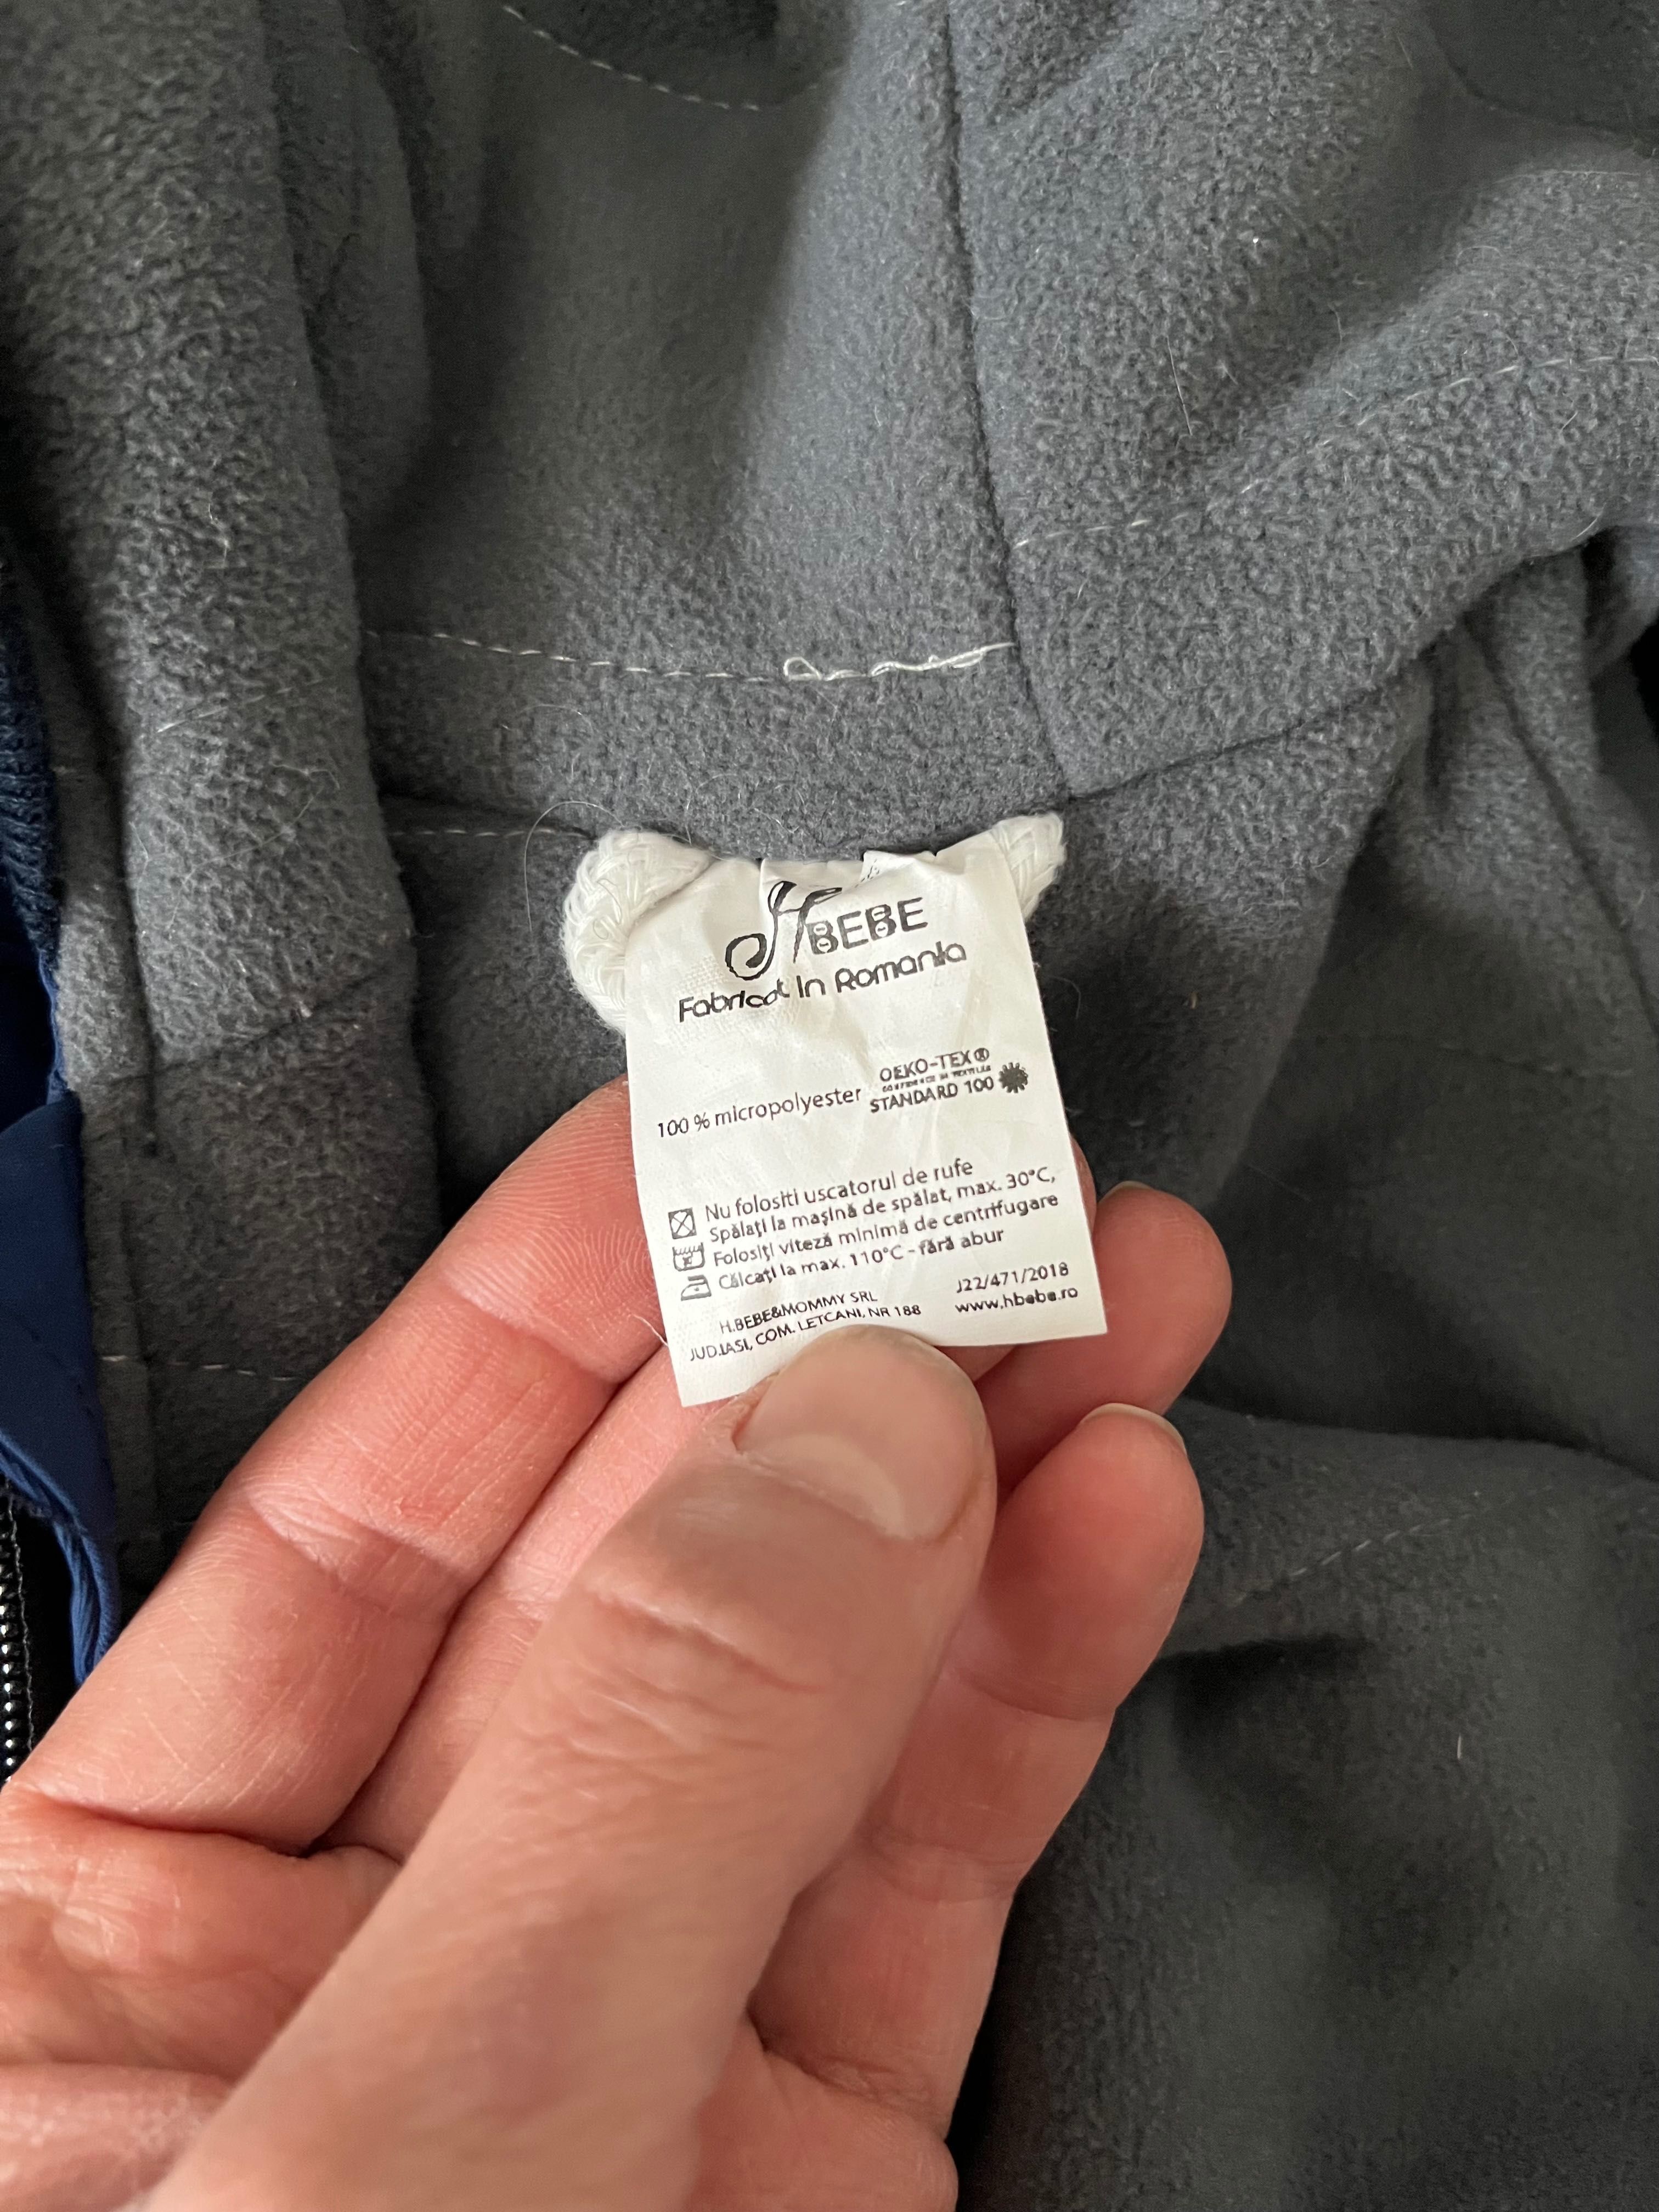 HBEBE
Fabricat în Romania
100 % micropolyester
OEKO-TEX®
STANDARD 100
Nu folosiți uscatorul de rufe
Spălați la mașină de spălat, max. 30°C,
Folosiți viteză minimă de centrifugare
Călcați la max. 110°C - fără abur
H.BEBE&MOMMY SRL
JUD.IASI, COM. LETCANI, NR 188
J22/471/2018
www.hbebe.ro